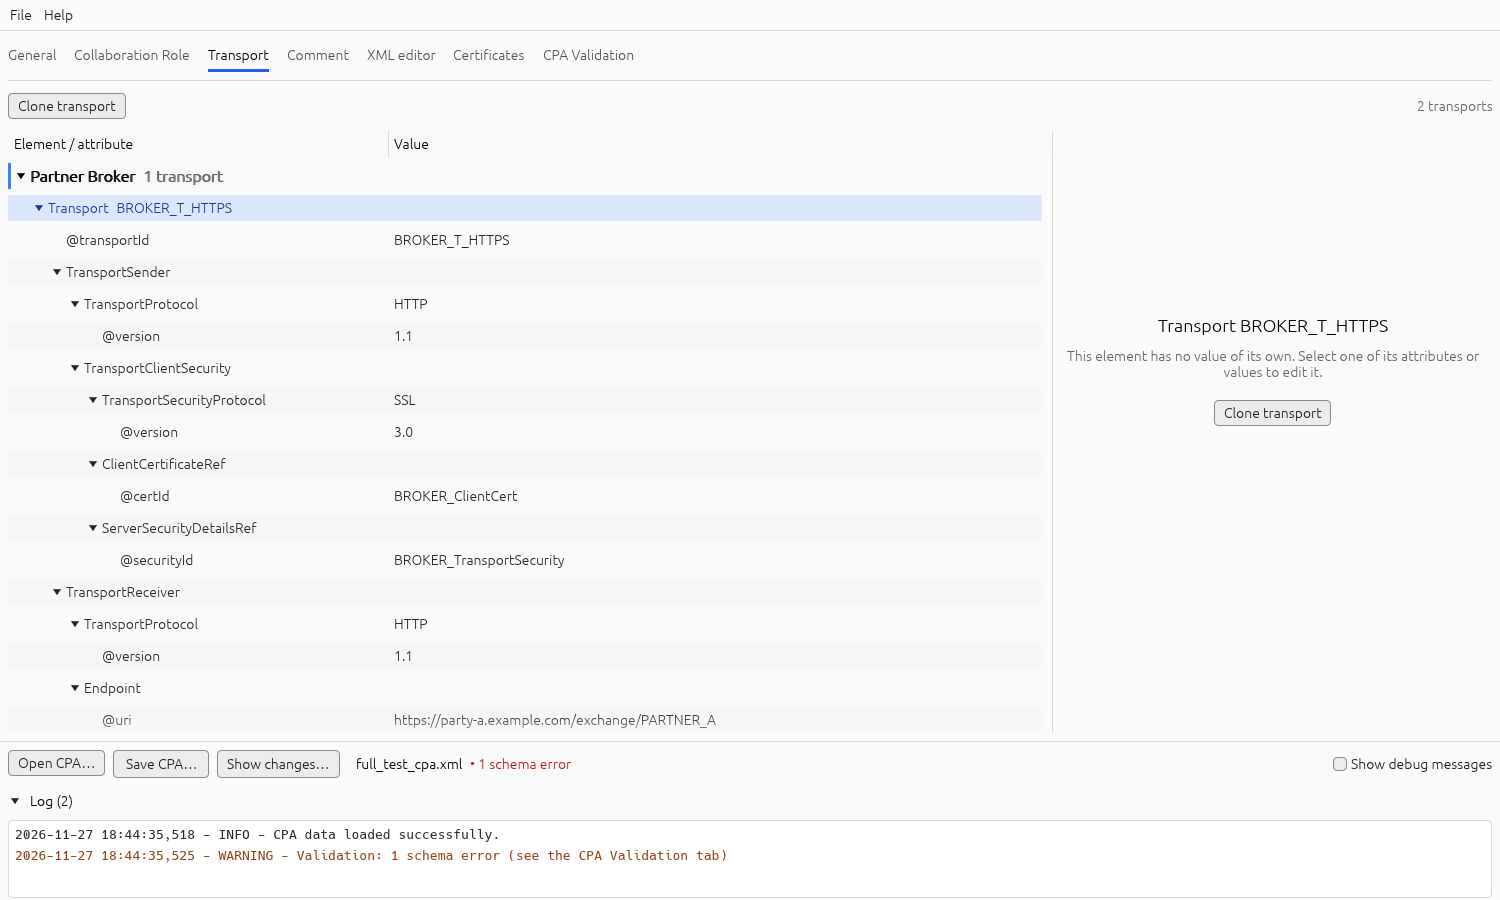 File Help
General Collaboration Role Transport Comment XML editor Certificates CPA Validation
Clone transport 2 transports
Element / attribute Value
Partner Broker 1 transport
Transport BROKER_T_HTTPS
@transportId BROKER_T_HTTPS
TransportSender
TransportProtocol HTTP
@version 1.1
TransportClientSecurity
TransportSecurityProtocol SSL
@version 3.0
ClientCertificateRef
@certId BROKER_ClientCert
ServerSecurityDetailsRef
@securityId BROKER_TransportSecurity
TransportReceiver
TransportProtocol HTTP
@version 1.1
Endpoint
@uri https://party-a.example.com/exchange/PARTNER_A
Transport BROKER_T_HTTPS
This element has no value of its own. Select one of its attributes or
values to edit it.
Clone transport
Open CPA... Save CPA... Show changes... full_test_cpa.xml • 1 schema error Show debug messages
Log (2)
2026-11-27 18:44:35,518 - INFO - CPA data loaded successfully.
2026-11-27 18:44:35,525 - WARNING - Validation: 1 schema error (see the CPA Validation tab)